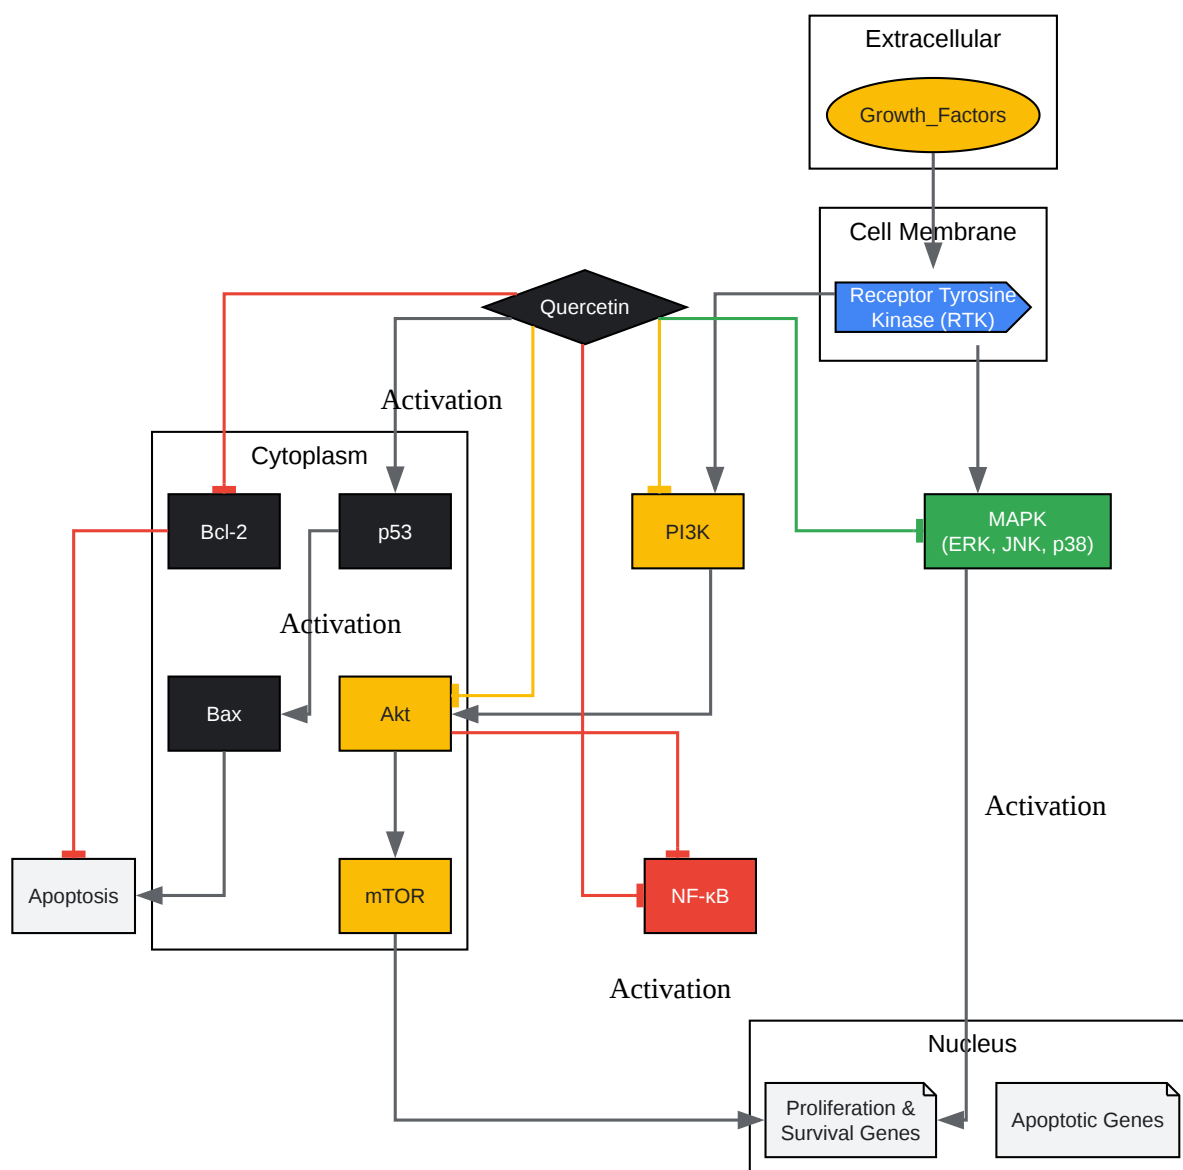 Extracellular
Growth_Factors
Cell Membrane
Receptor Tyrosine
Kinase (RTK)
Quercetin
Activation
Cytoplasm
Bcl-2
p53
PI3K
MAPK
(ERK, JNK, p38)
Activation
Bax
Akt
Activation
Apoptosis
mTOR
NF-κB
Activation
Nucleus
Proliferation &
Survival Genes
Apoptotic Genes